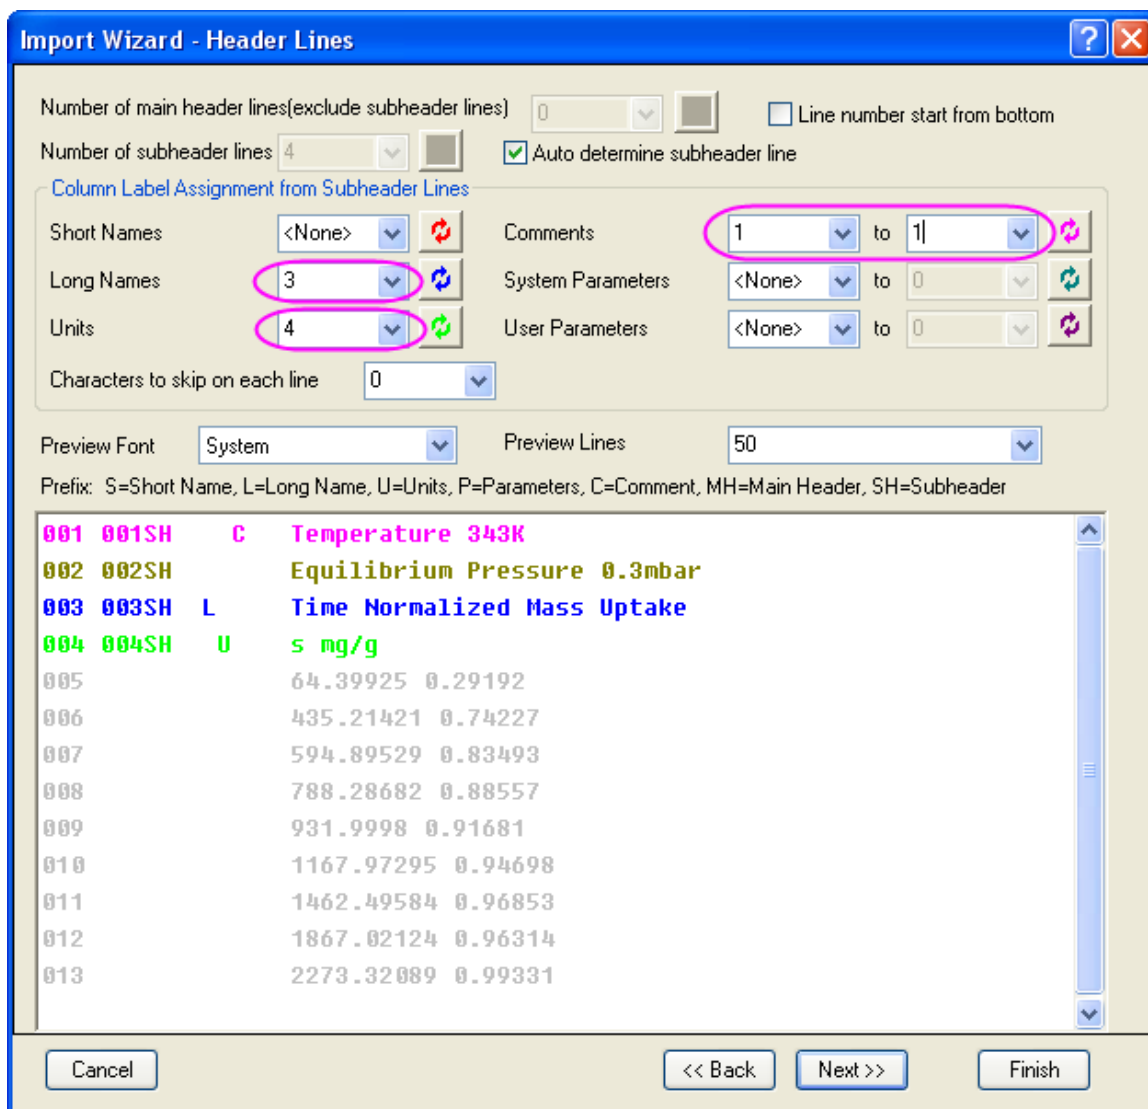 Import Wizard - Header Lines
Number of main header lines(exclude subheader lines) 0 Line number start from bottom
Number of subheader lines 4 Auto determine subheader line
Column Label Assignment from Subheader Lines
Short Names <None> Comments 1 to 1
Long Names 3 System Parameters <None> to 0
Units 4 User Parameters <None> to 0
Characters to skip on each line 0
Preview Font System Preview Lines 50
Prefix: S=Short Name, L=Long Name, U=Units, P=Parameters, C=Comment, MH=Main Header, SH=Subheader
001 001SH C Temperature 343K
002 002SH Equilibrium Pressure 0.3mbar
003 003SH L Time Normalized Mass Uptake
004 004SH U s mg/g
005 64.39925 0.29192
006 435.21421 0.74227
007 594.89529 0.83493
008 788.28682 0.88557
009 931.9998 0.91681
010 1167.97295 0.94698
011 1462.49584 0.96853
012 1867.02124 0.96314
013 2273.32089 0.99331
Cancel << Back Next >> Finish